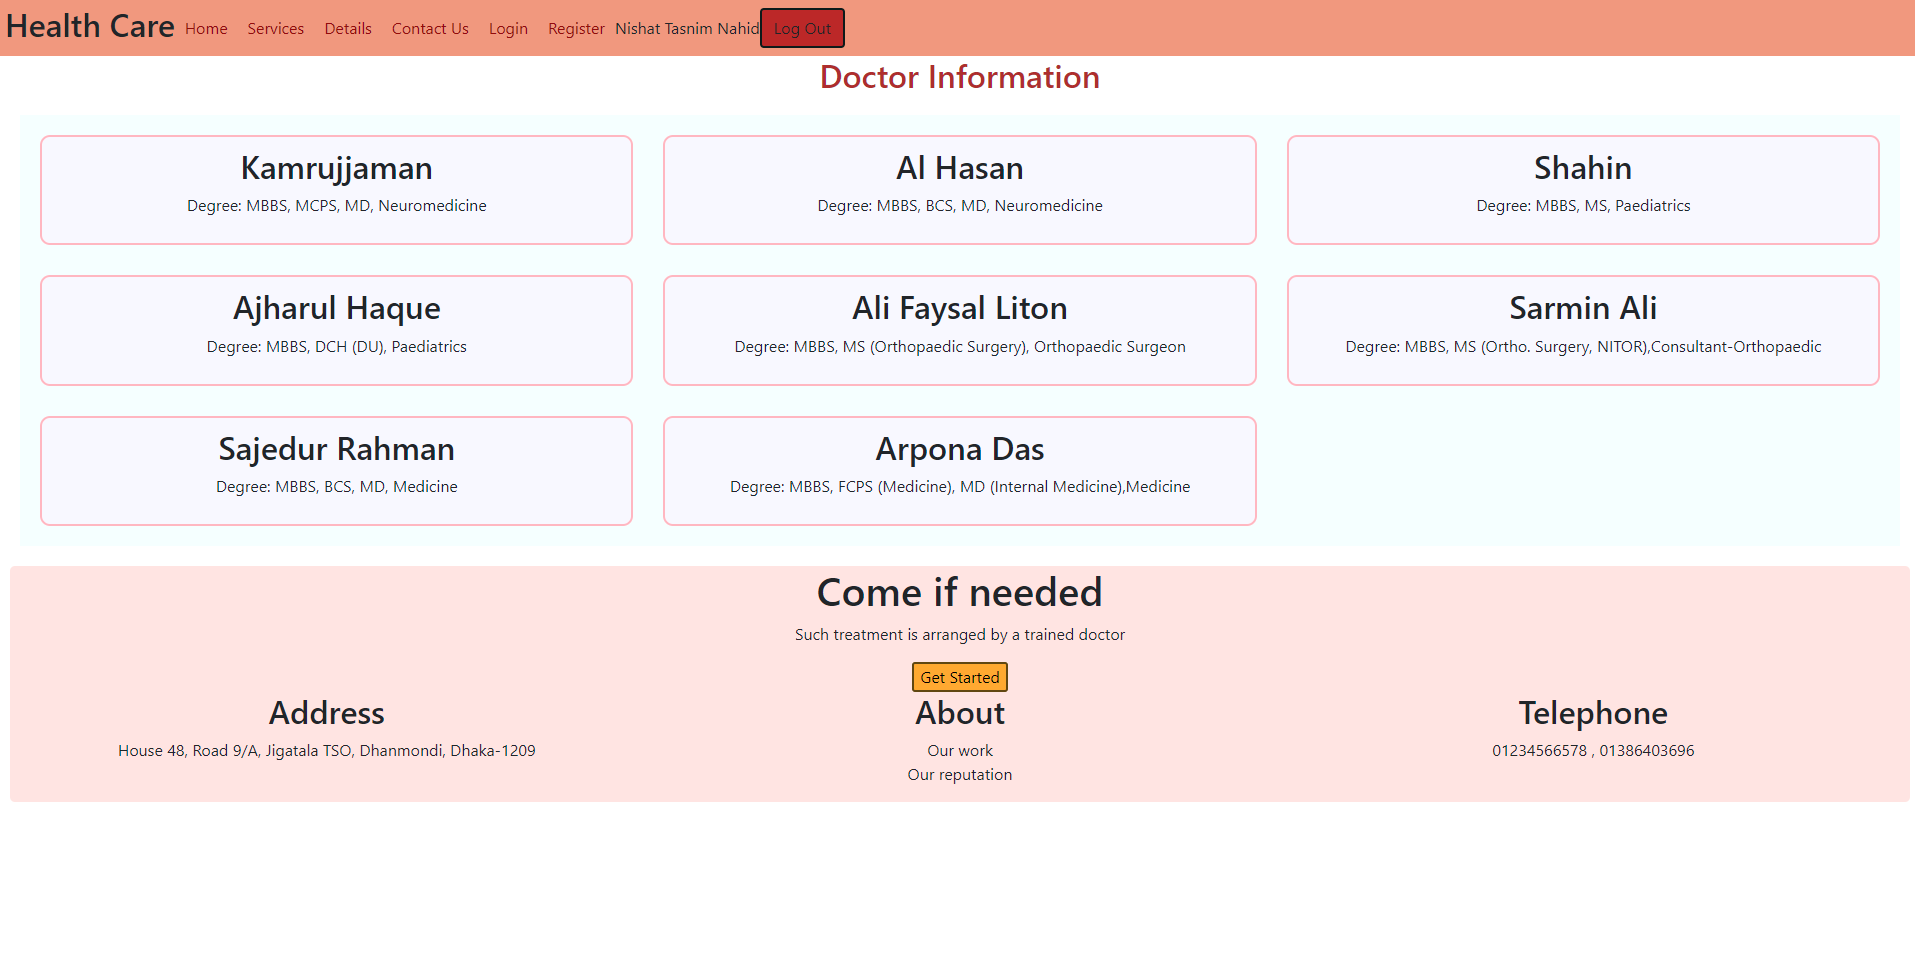 Health Care Home Services Details Contact Us Login Register Nishat Tasnim Nahid Log Out
Doctor Information
Kamrujjaman
Degree: MBBS, MCPS, MD, Neuromedicine
Al Hasan
Degree: MBBS, BCS, MD, Neuromedicine
Shahin
Degree: MBBS, MS, Paediatrics
Ajharul Haque
Degree: MBBS, DCH (DU), Paediatrics
Ali Faysal Liton
Degree: MBBS, MS (Orthopaedic Surgery), Orthopaedic Surgeon
Sarmin Ali
Degree: MBBS, MS (Ortho. Surgery, NITOR),Consultant-Orthopaedic
Sajedur Rahman
Degree: MBBS, BCS, MD, Medicine
Arpona Das
Degree: MBBS, FCPS (Medicine), MD (Internal Medicine),Medicine
Come if needed
Such treatment is arranged by a trained doctor
Get Started
Address
House 48, Road 9/A, Jigatala TSO, Dhanmondi, Dhaka-1209
About
Our work
Our reputation
Telephone
01234566578 , 01386403696